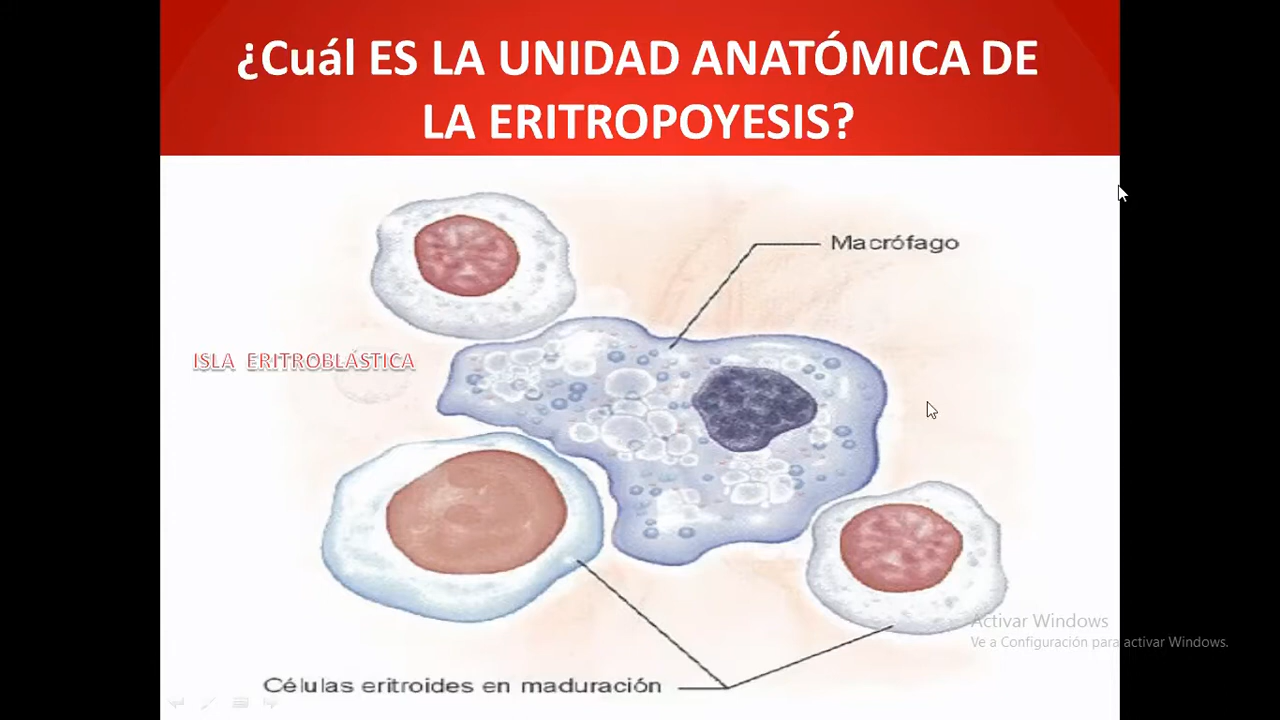 ¿Cuál ES LA UNIDAD ANATÓMICA DE
LA ERITROPOYESIS?
Macrófago
ISLA ERITROBLÁSTICA
Activar Windows
Ve a Configuración para activar Windows.
Células eritroides en maduración